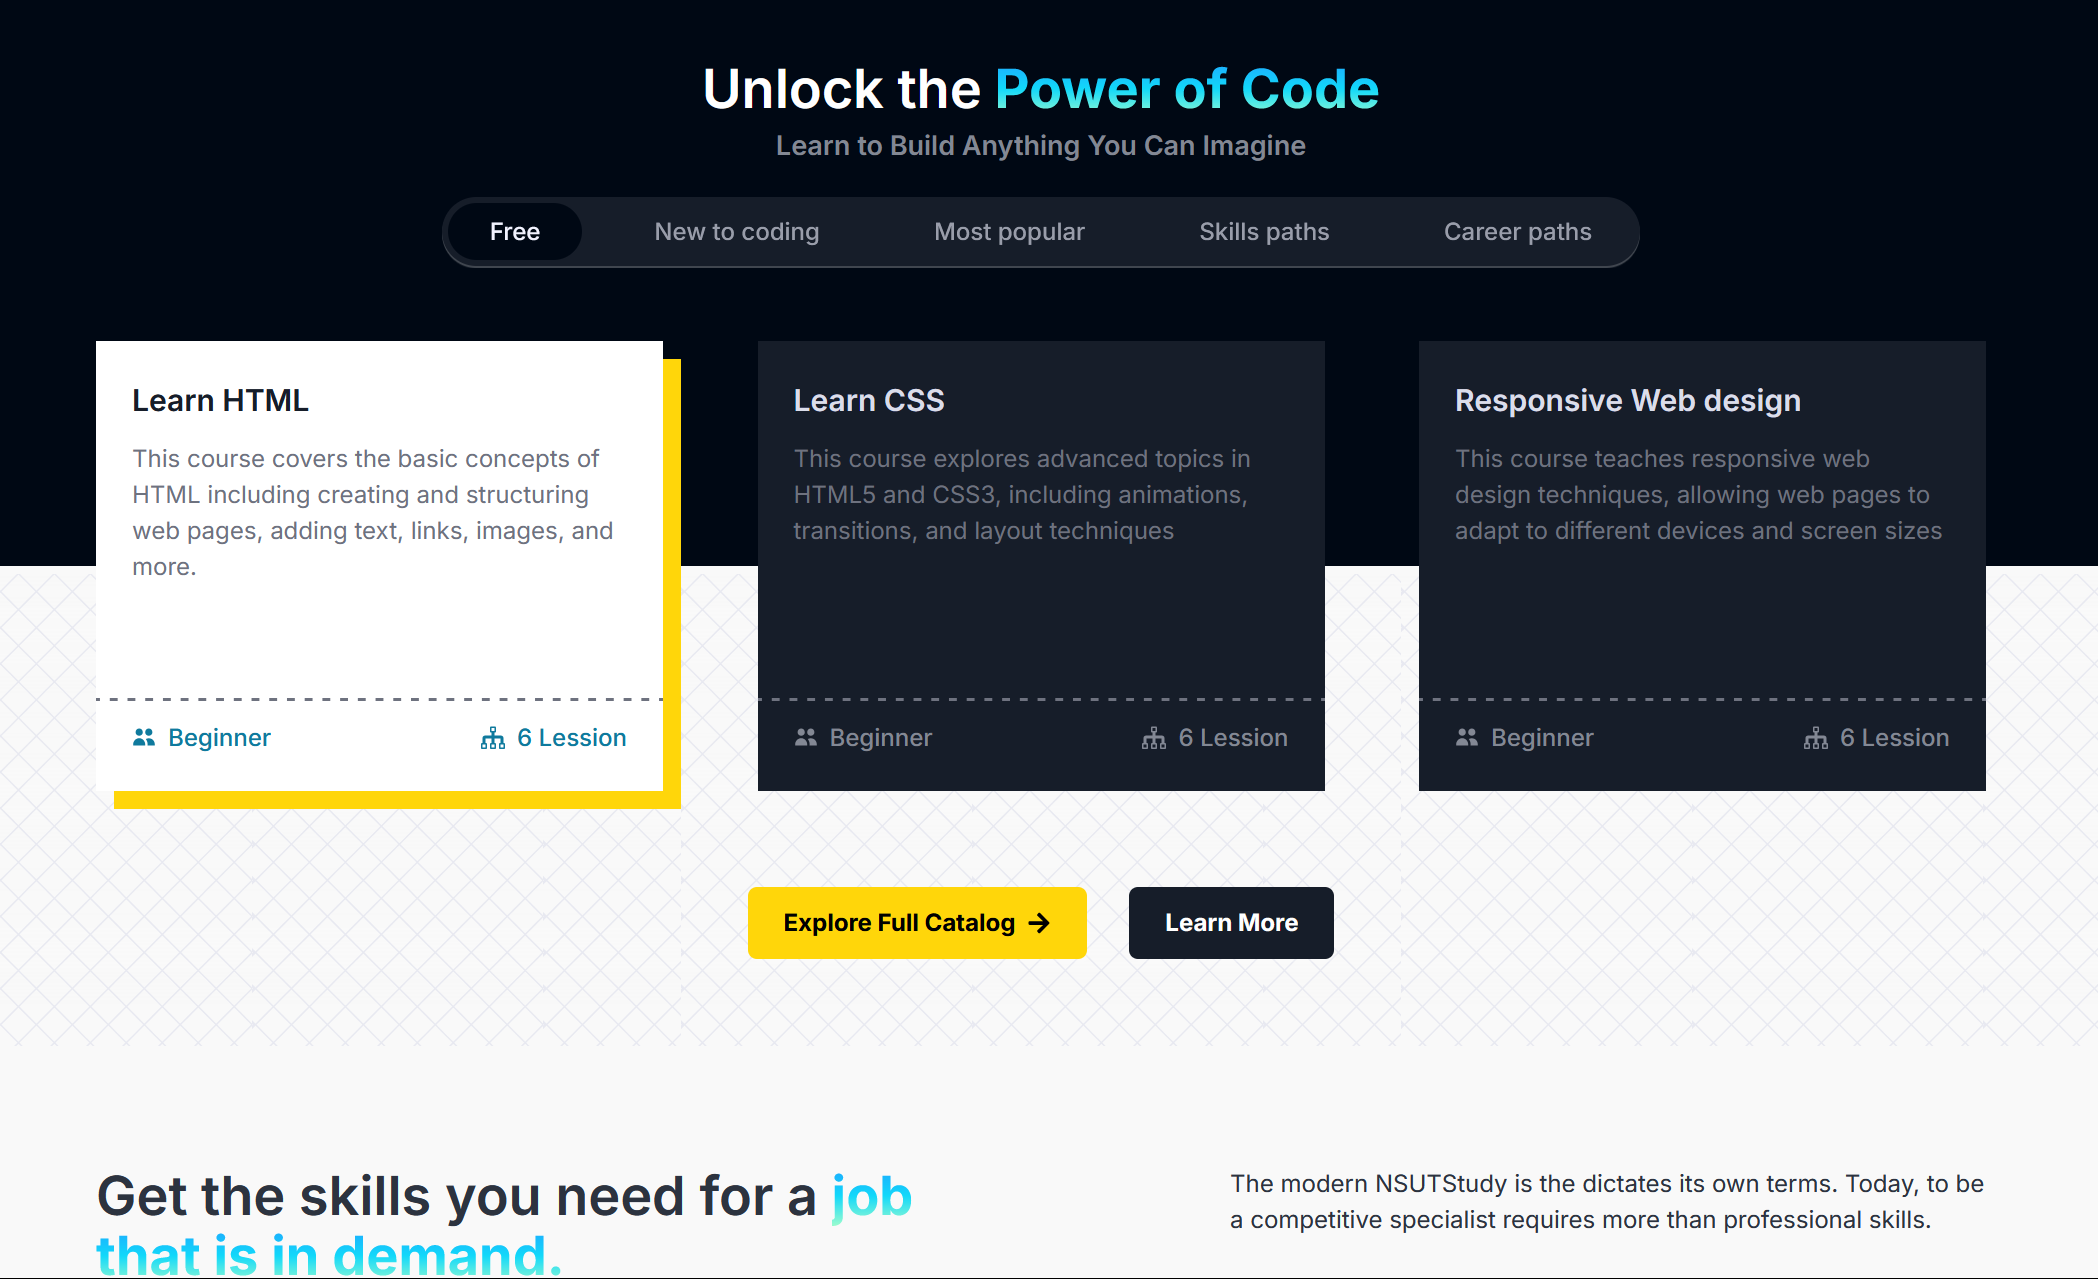 Unlock the Power of Code
Learn to Build Anything You Can Imagine
Free
New to coding
Most popular
Skills paths
Career paths
Learn HTML
This course covers the basic concepts of
HTML including creating and structuring
web pages, adding text, links, images, and
more.
Beginner
6 Lession
Learn CSS
This course explores advanced topics in
HTML5 and CSS3, including animations,
transitions, and layout techniques
Beginner
6 Lession
Responsive Web design
This course teaches responsive web
design techniques, allowing web pages to
adapt to different devices and screen sizes
Beginner
6 Lession
Explore Full Catalog
Learn More
Get the skills you need for a job
that is in demand.
The modern NSUTStudy is the dictates its own terms. Today, to be
a competitive specialist requires more than professional skills.